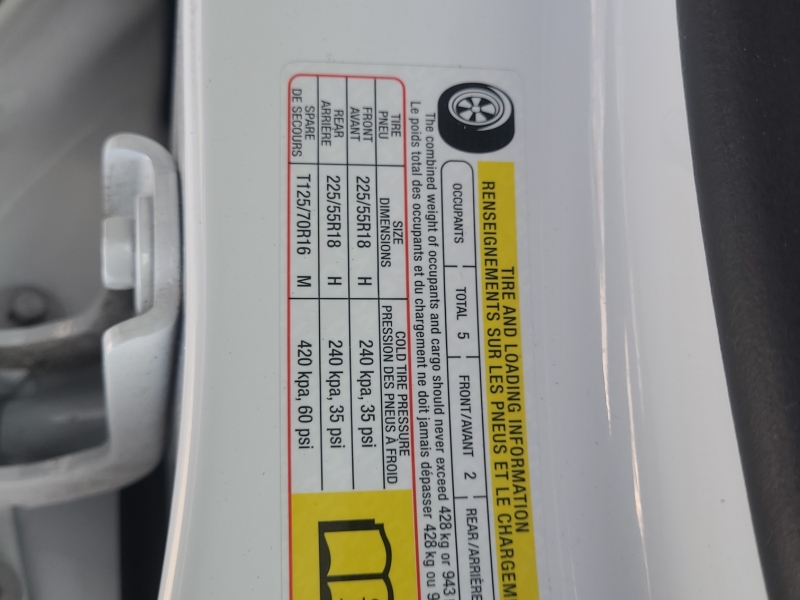 TIRE AND LOADING INFORMATION
RENSEIGNEMENTS SUR LES PNEUS ET LE CHARGEM
OCCUPANTS TOTAL 5 FRONT/AVANT 2 REAR/ARRIÈRE
The combined weight of occupants and cargo should never exceed 428 kg or 943
Le poids total des occupants et du chargement ne doit jamais dépasser 428 kg ou 9
TIRE SIZE COLD TIRE PRESSURE
PNEU DIMENSIONS PRESSION DES PNEUS À FROID
FRONT
AVANT 225/55R18 H 240 kpa, 35 psi
REAR
ARRIÈRE 225/55R18 H 240 kpa, 35 psi
SPARE
DE SECOURS T125/70R16 M 420 kpa, 60 psi